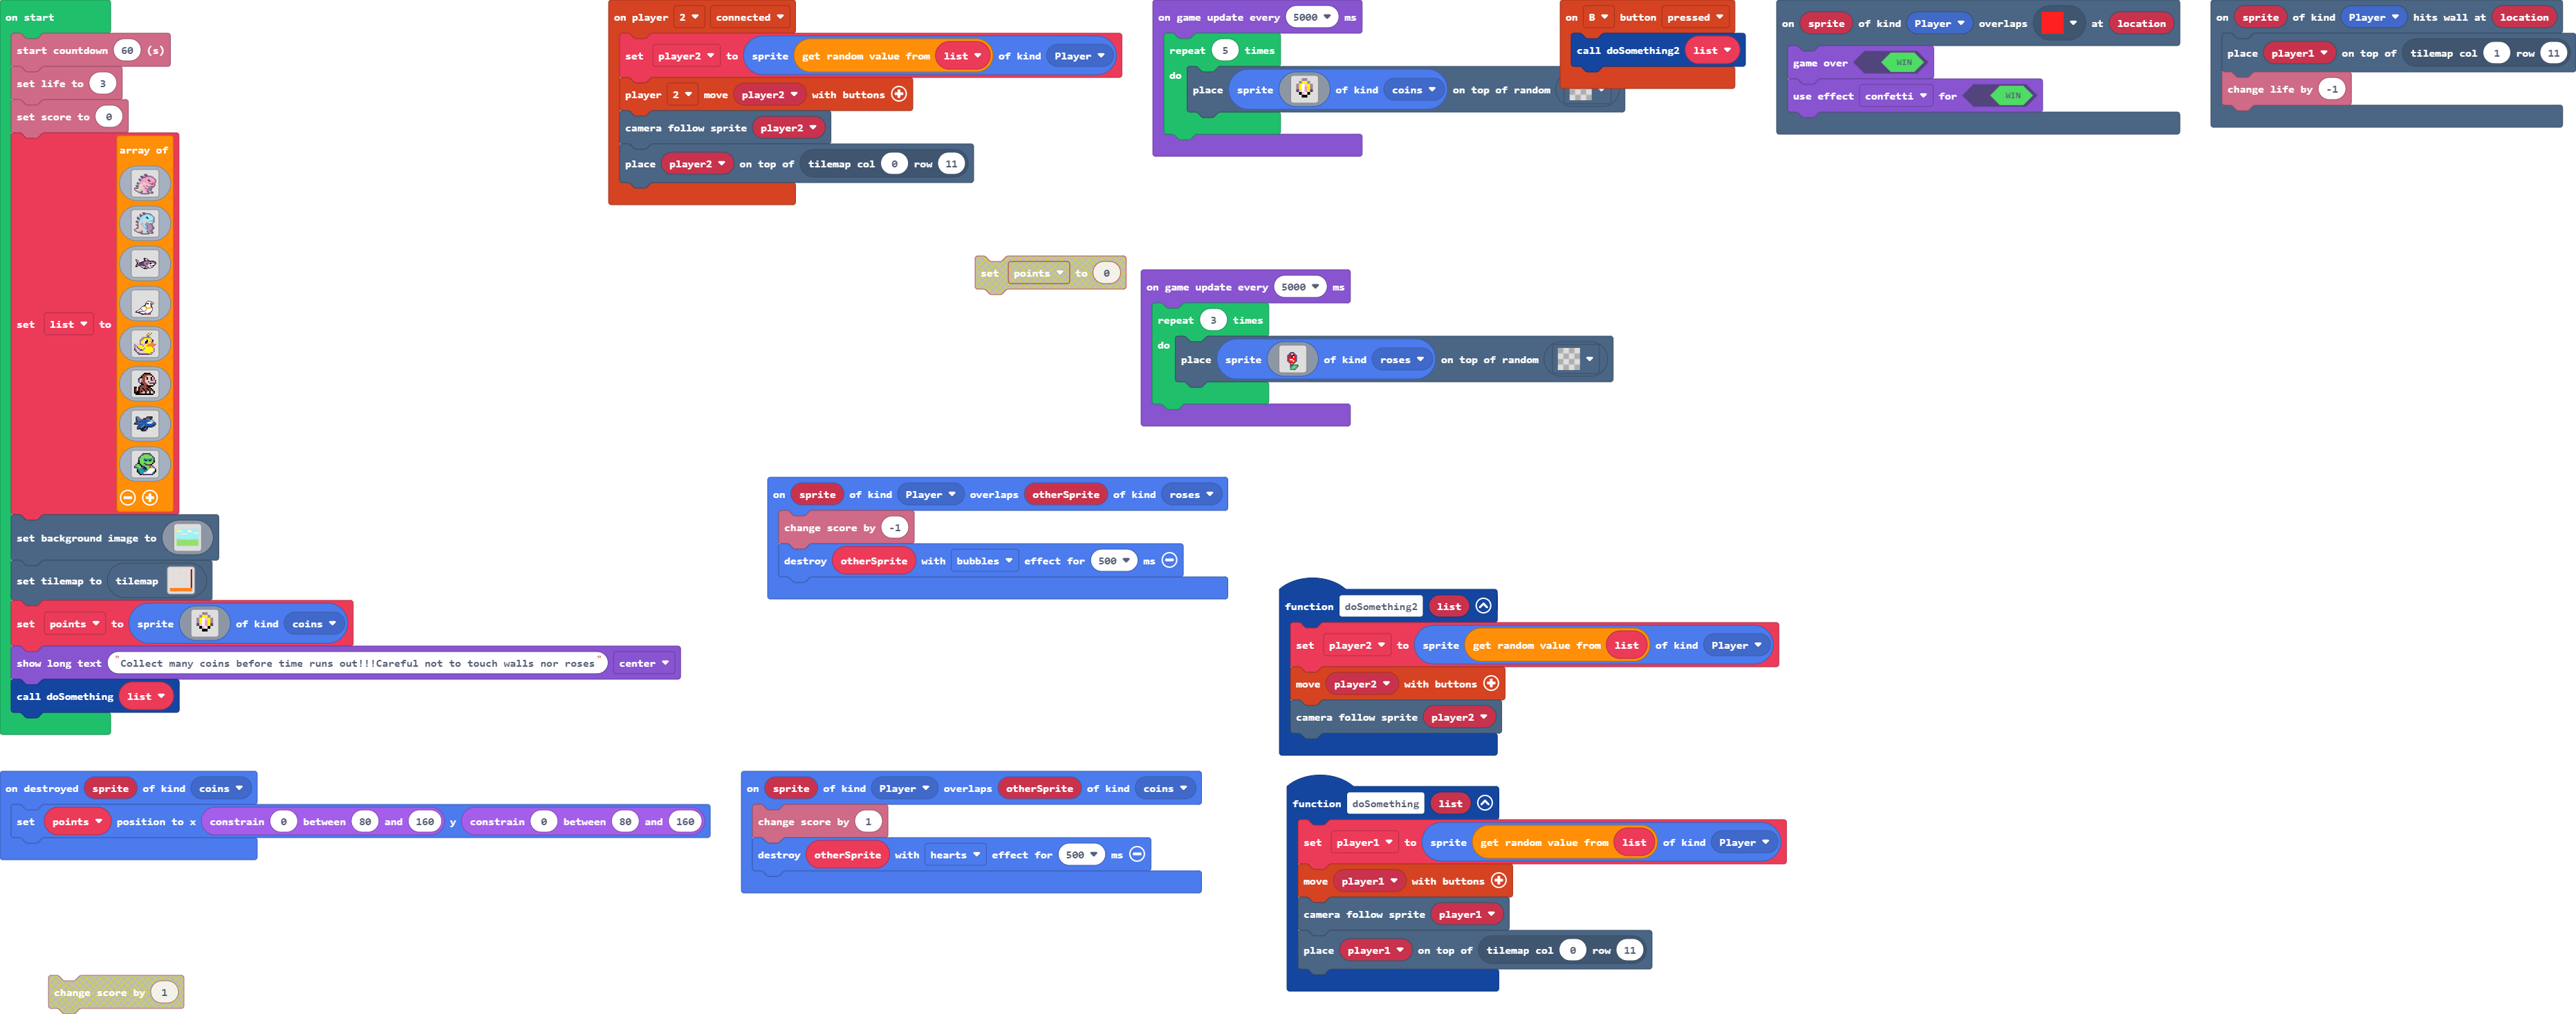 on start
start countdown 60 (s)
set life to 3
set score to 0
array of
set list to
set background image to
set tilemap to tilemap
set points to sprite of kind coins
show long text "Collect many coins before time runs out!!!Careful not to touch walls nor roses" center
call doSomething list
on player 2 connected
set player2 to sprite get random value from list of kind Player
player 2 move player2 with buttons
camera follow sprite player2
place player2 on top of tilemap col 0 row 11
on game update every 5000 ms
repeat 5 times
do place sprite of kind coins on top of random
on B button pressed
call doSomething2 list
on sprite of kind Player overlaps at location
game over WIN
use effect confetti for WIN
on sprite of kind Player hits wall at location
place player1 on top of tilemap col 1 row 11
change life by -1
set points to 0
on game update every 5000 ms
repeat 3 times
do place sprite of kind roses on top of random
on sprite of kind Player overlaps otherSprite of kind roses
change score by -1
destroy otherSprite with bubbles effect for 500 ms
function doSomething2 list
set player2 to sprite get random value from list of kind Player
move player2 with buttons
camera follow sprite player2
on destroyed sprite of kind coins
set points position to x constrain 0 between 80 and 160 y constrain 0 between 80 and 160
on sprite of kind Player overlaps otherSprite of kind coins
change score by 1
destroy otherSprite with hearts effect for 500 ms
function doSomething list
set player1 to sprite get random value from list of kind Player
move player1 with buttons
camera follow sprite player1
place player1 on top of tilemap col 0 row 11
change score by 1